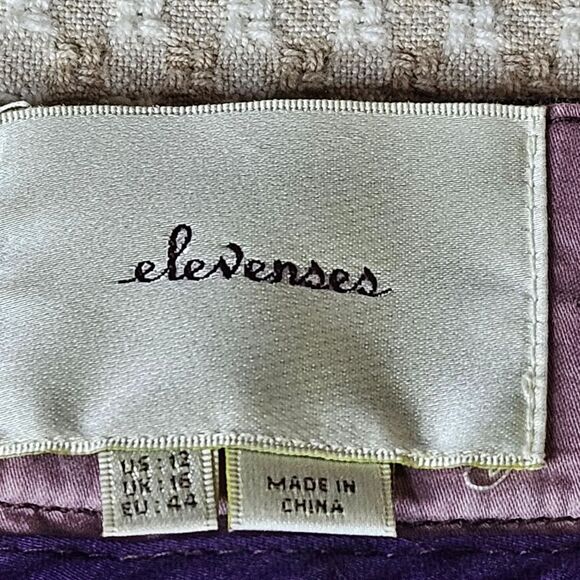 elevenses
US: 12
UK: 16
EU: 44
MADE IN
CHINA